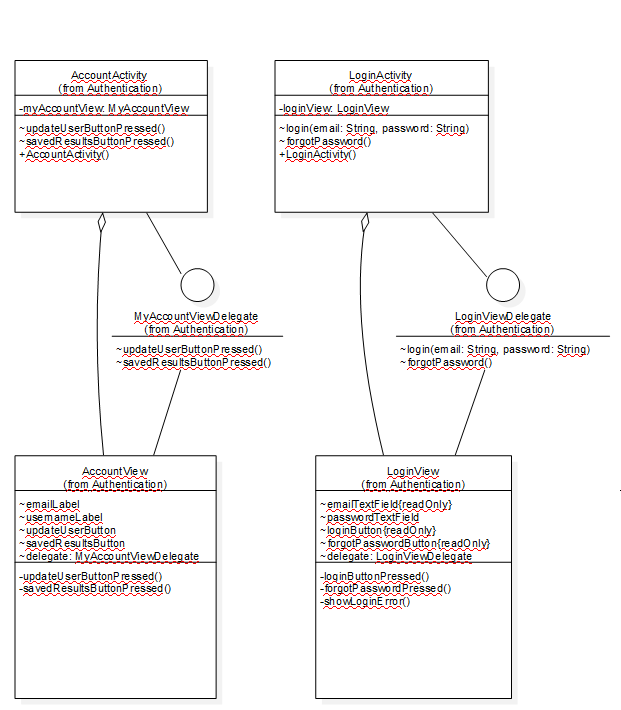 AccountActivity
(from Authentication)
-myAccountView: MyAccountView
~updateUserButtonPressed()
~savedResultsButtonPressed()
+AccountActivity()
LoginActivity
(from Authentication)
-loginView: LoginView
~login(email: String, password: String)
~forgotPassword()
+LoginActivity()
MyAccountViewDelegate
(from Authentication)
~updateUserButtonPressed()
~savedResultsButtonPressed()
LoginViewDelegate
(from Authentication)
~login(email: String, password: String)
~forgotPassword()
AccountView
(from Authentication)
~emailLabel
~usernameLabel
~updateUserButton
~savedResultsButton
~delegate: MyAccountViewDelegate
-updateUserButtonPressed()
-savedResultsButtonPressed()
LoginView
(from Authentication)
~emailTextField{readOnly}
~passwordTextField
~loginButton{readOnly}
~forgotPasswordButton{readOnly}
~delegate: LoginViewDelegate
-loginButtonPressed()
-forgotPasswordPressed()
-showLoginError()